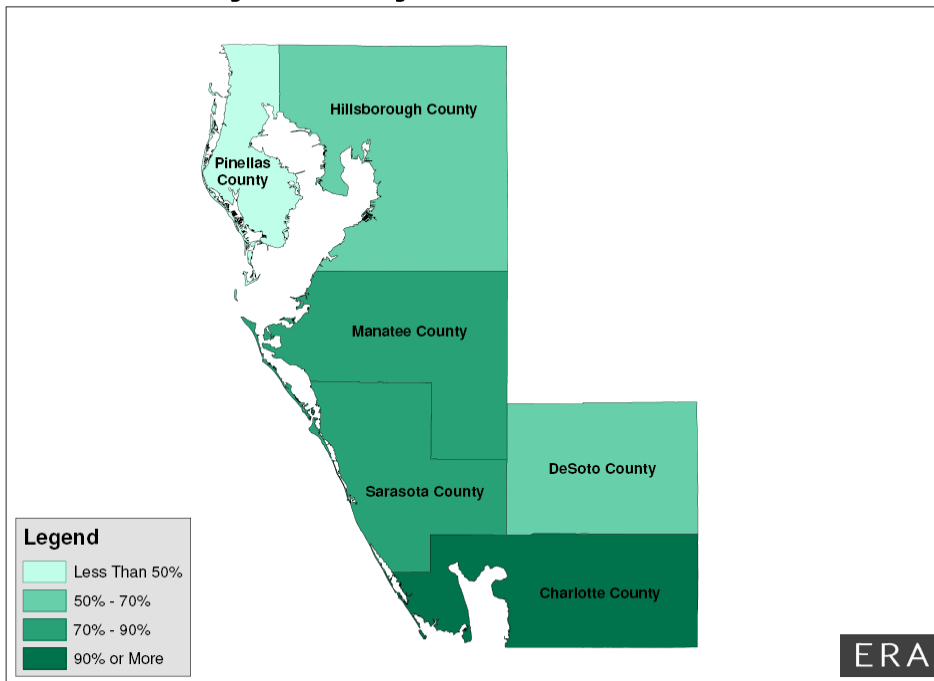 Hillsborough County
Pinellas
County
Manatee County
DeSoto County
Sarasota County
Charlotte County
Legend
Less Than 50%
50% - 70%
70% - 90%
90% or More
ERA